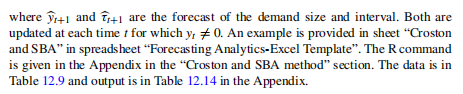 where ŷₜ₊₁ and τ̂ₜ₊₁ are the forecast of the demand size and interval. Both are
updated at each time t for which yₜ ≠ 0. An example is provided in sheet “Croston
and SBA” in spreadsheet “Forecasting Analytics-Excel Template”. The R command
is given in the Appendix in the “Croston and SBA method” section. The data is in
Table 12.9 and output is in Table 12.14 in the Appendix.